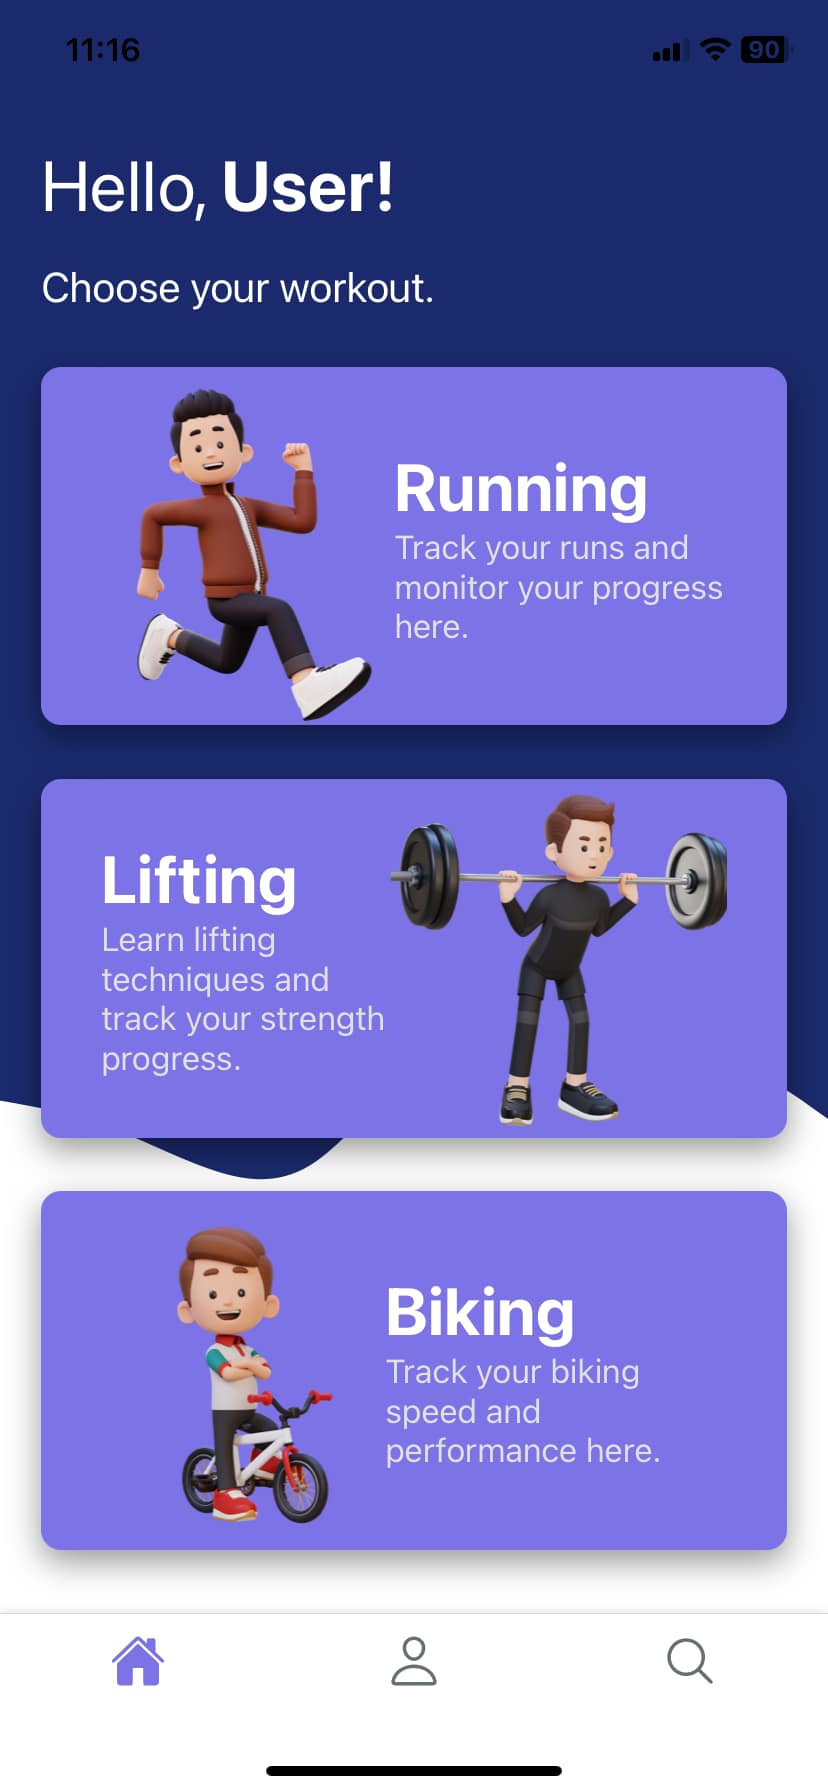 11:16
90
Hello, User!
Choose your workout.
Running
Track your runs and
monitor your progress
here.
Lifting
Learn lifting
techniques and
track your strength
progress.
Biking
Track your biking
speed and
performance here.